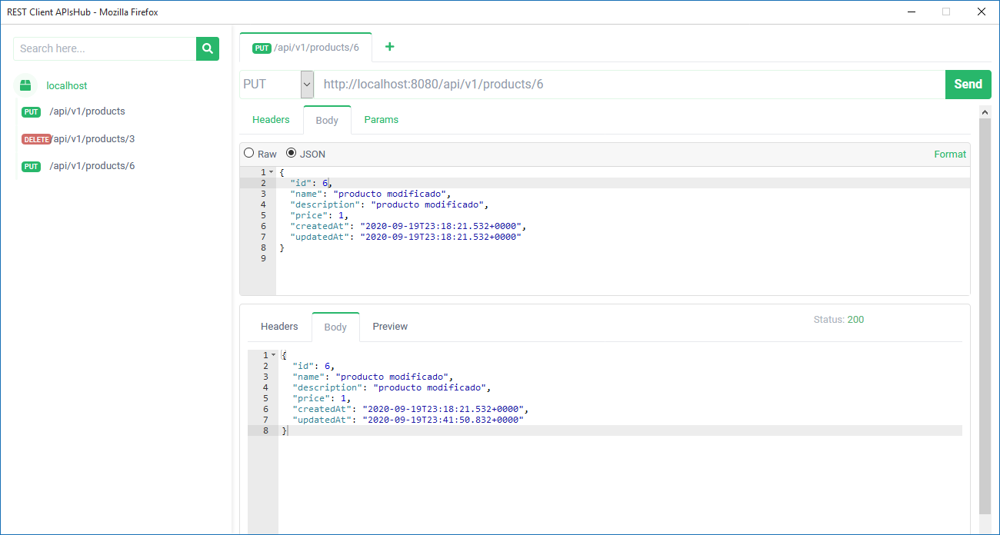 REST Client APIsHub - Mozilla Firefox
Search here...
localhost
PUT /api/v1/products
DELETE /api/v1/products/3
PUT /api/v1/products/6
PUT /api/v1/products/6 +
PUT http://localhost:8080/api/v1/products/6 Send
Headers Body Params
Raw JSON Format
1 {
2 "id": 6,
3 "name": "producto modificado",
4 "description": "producto modificado",
5 "price": 1,
6 "createdAt": "2020-09-19T23:18:21.532+0000",
7 "updatedAt": "2020-09-19T23:18:21.532+0000"
8 }
9
Headers Body Preview Status: 200
1 {
2 "id": 6,
3 "name": "producto modificado",
4 "description": "producto modificado",
5 "price": 1,
6 "createdAt": "2020-09-19T23:18:21.532+0000",
7 "updatedAt": "2020-09-19T23:41:50.832+0000"
8 }